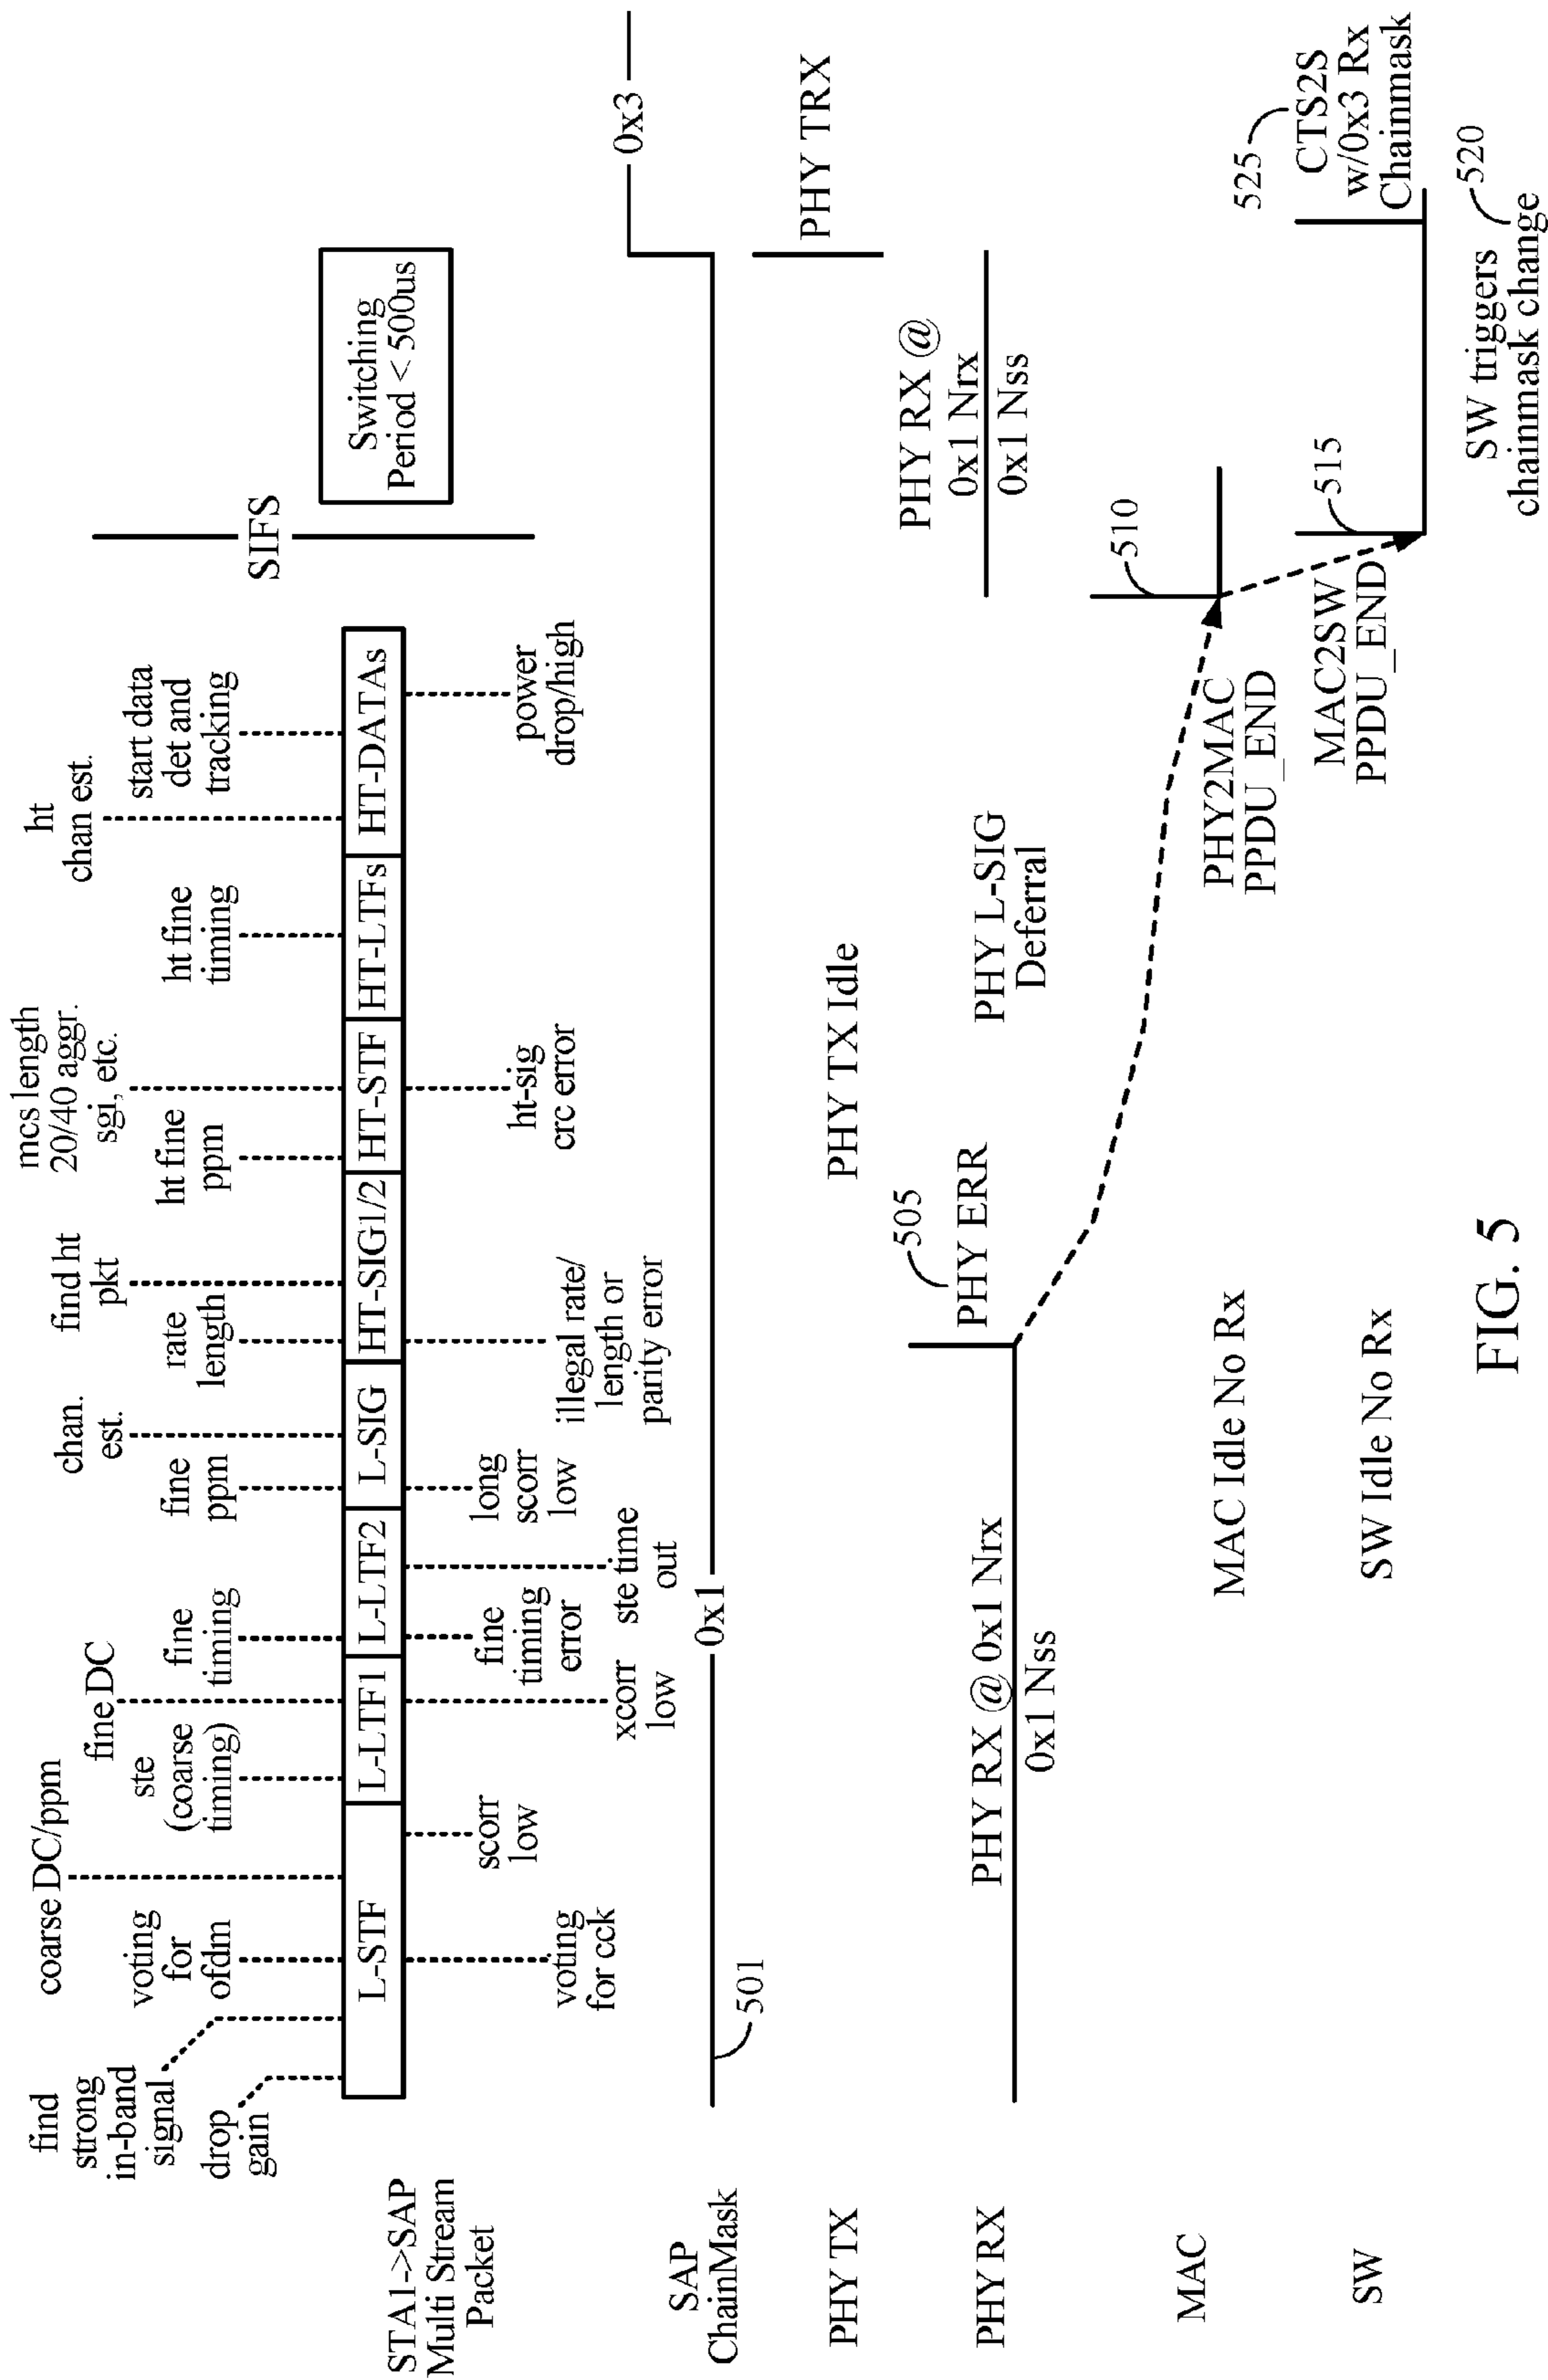 find
strong
in-band
signal
drop
gain
coarse DC/ppm
voting
for
ofdm
fine DC
ste
(coarse
timing)
fine
timing
chan.
est.
fine
ppm
find ht
pkt
rate
length
mcs length
20/40 aggr.
sgi, etc.
ht fine
ppm
ht fine
timing
ht
chan est.
start data
det and
tracking
SIFS
STA1->SAP
Multi Stream
Packet
L-STF
L-LTF1
L-LTF2
L-SIG
HT-SIG1/2
HT-STF
HT-LTFs
HT-DATAs
Switching
Period < 500us
voting
for cck
scorr
low
xcorr
low
fine
timing
error
ste time
out
long
scorr
low
illegal rate/
length or
parity error
ht-sig
crc error
power
drop/high
SAP
ChainMask
501
0x1
0x3
PHY TX
PHY TX Idle
PHY TRX
PHY RX
PHY RX @ 0x1 Nrx
0x1 Nss
505
PHY ERR
PHY L-SIG
Deferral
PHY RX @
0x1 Nrx
0x1 Nss
MAC
MAC Idle No Rx
PHY2MAC
PPDU_END
510
SW
SW Idle No Rx
MAC2SW
PPDU_END
515
525
CTS2S
w/0x3 Rx
Chainmask
SW triggers
chainmask change
520
FIG. 5